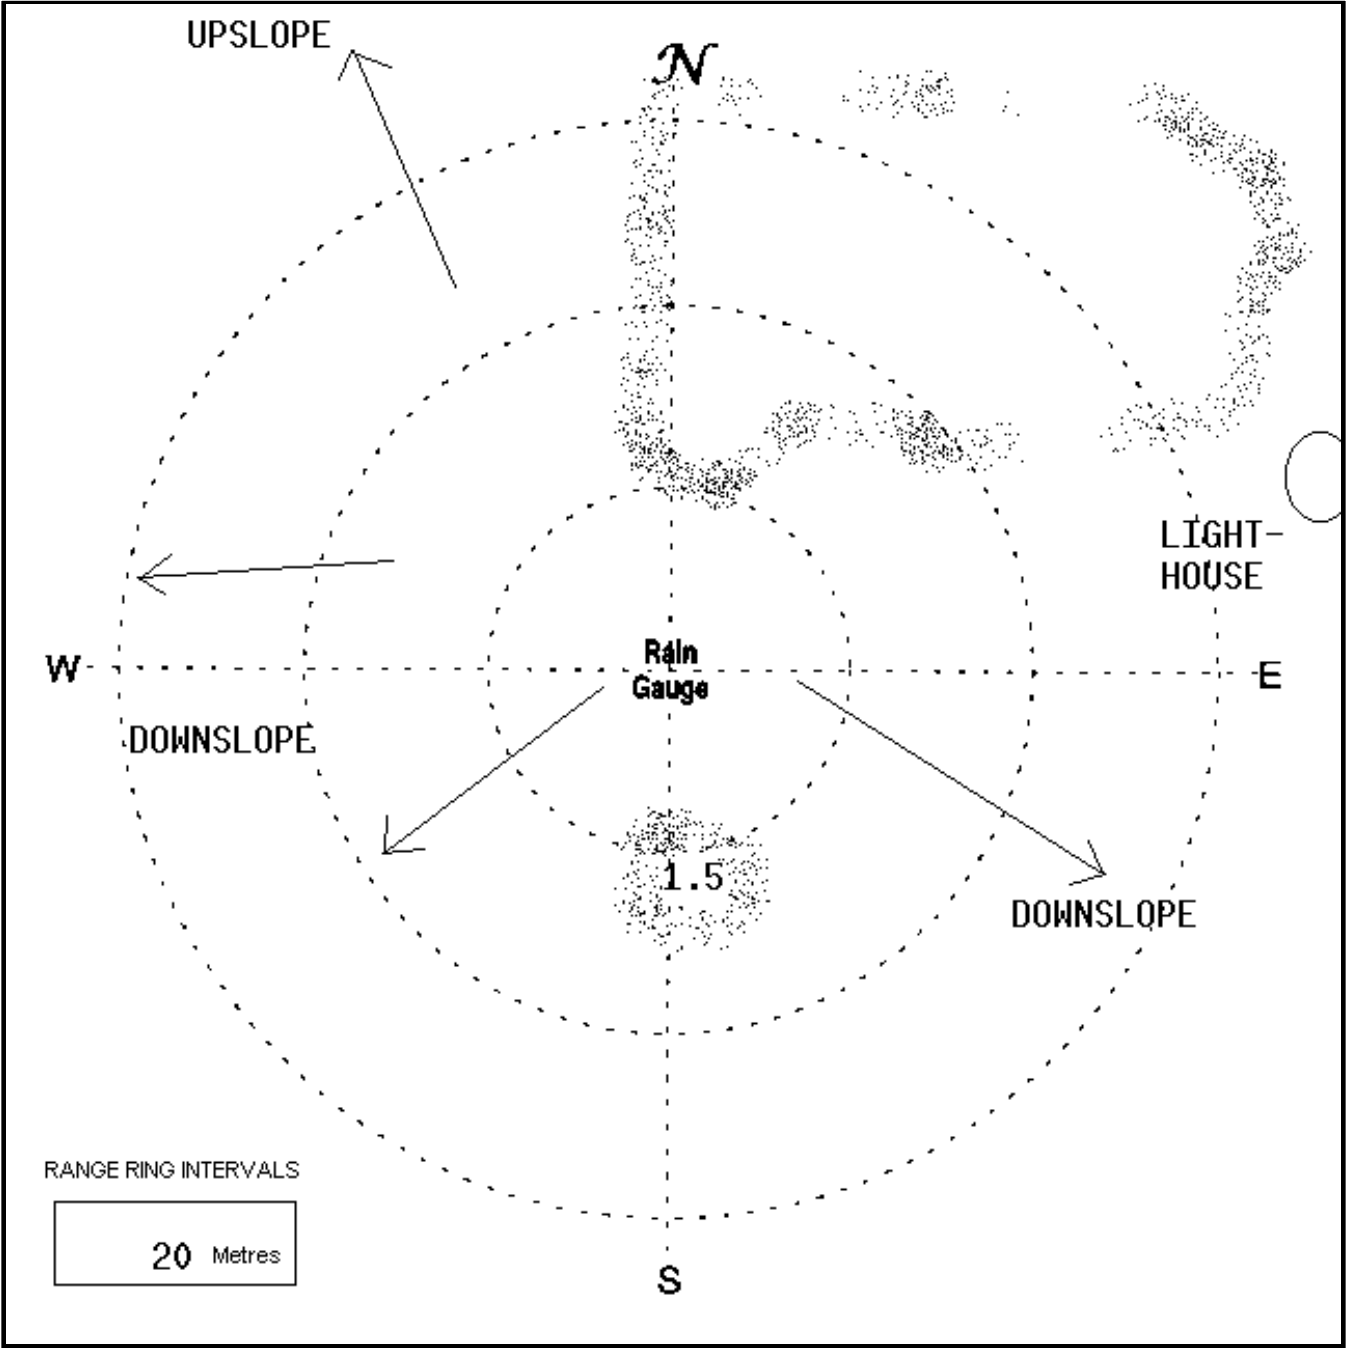 UPSLOPE
N
LIGHT-
HOUSE
Rain
Gauge
W
E
DOWNSLOPE
1.5
DOWNSLOPE
RANGE RING INTERVALS
20 Metres
S